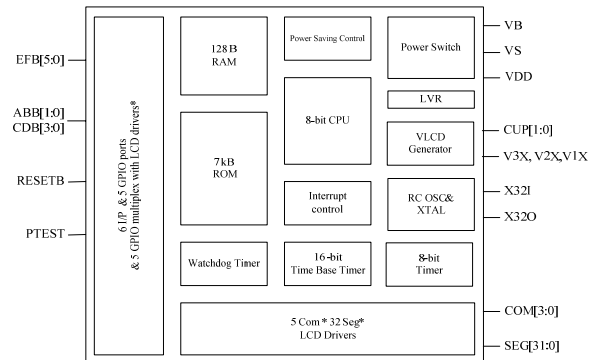 EFB[5:0]
ABB[1:0]
CDB[3:0]
RESETB
PTEST
6 I/P & 5 GPIO ports
& 5 GPIO multiplex with LCD drivers*
128B
RAM
7kB
ROM
Watchdog Timer
Power Saving Control
8-bit CPU
Interrupt
control
16-bit
Time Base Timer
Power Switch
LVR
VLCD
Generator
RC OSC&
XTAL
8-bit
Timer
5 Com * 32 Seg*
LCD Drivers
VB
VS
VDD
CUP[1:0]
V3X, V2X, V1X
X32I
X32O
COM[3:0]
SEG[31:0]